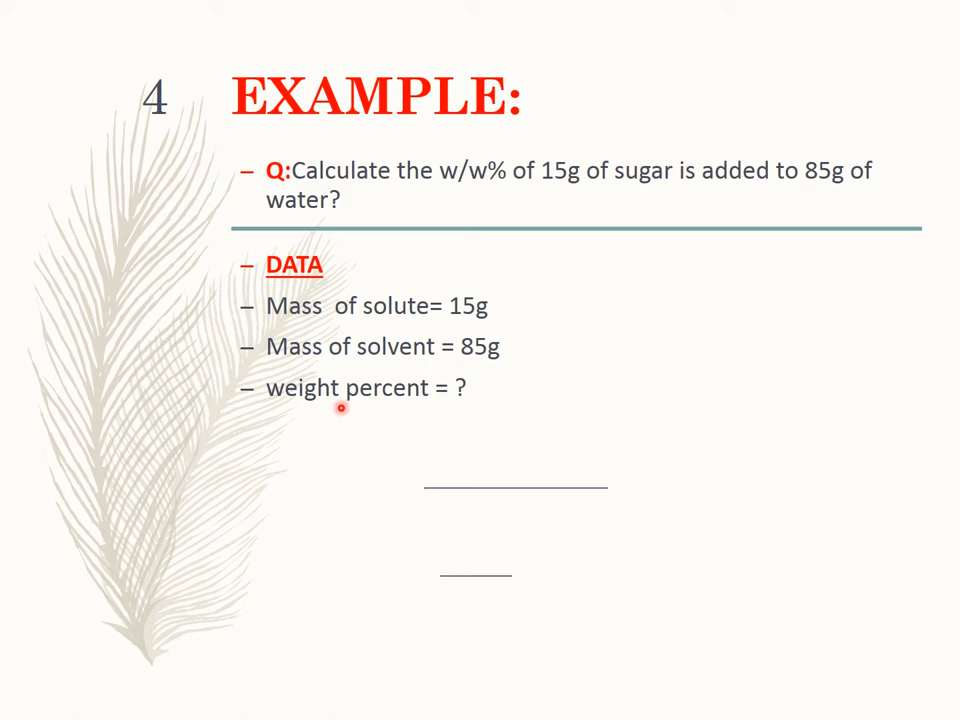 4 EXAMPLE:
– Q:Calculate the w/w% of 15g of sugar is added to 85g of
water?
– DATA
– Mass of solute= 15g
– Mass of solvent = 85g
– weight percent = ?